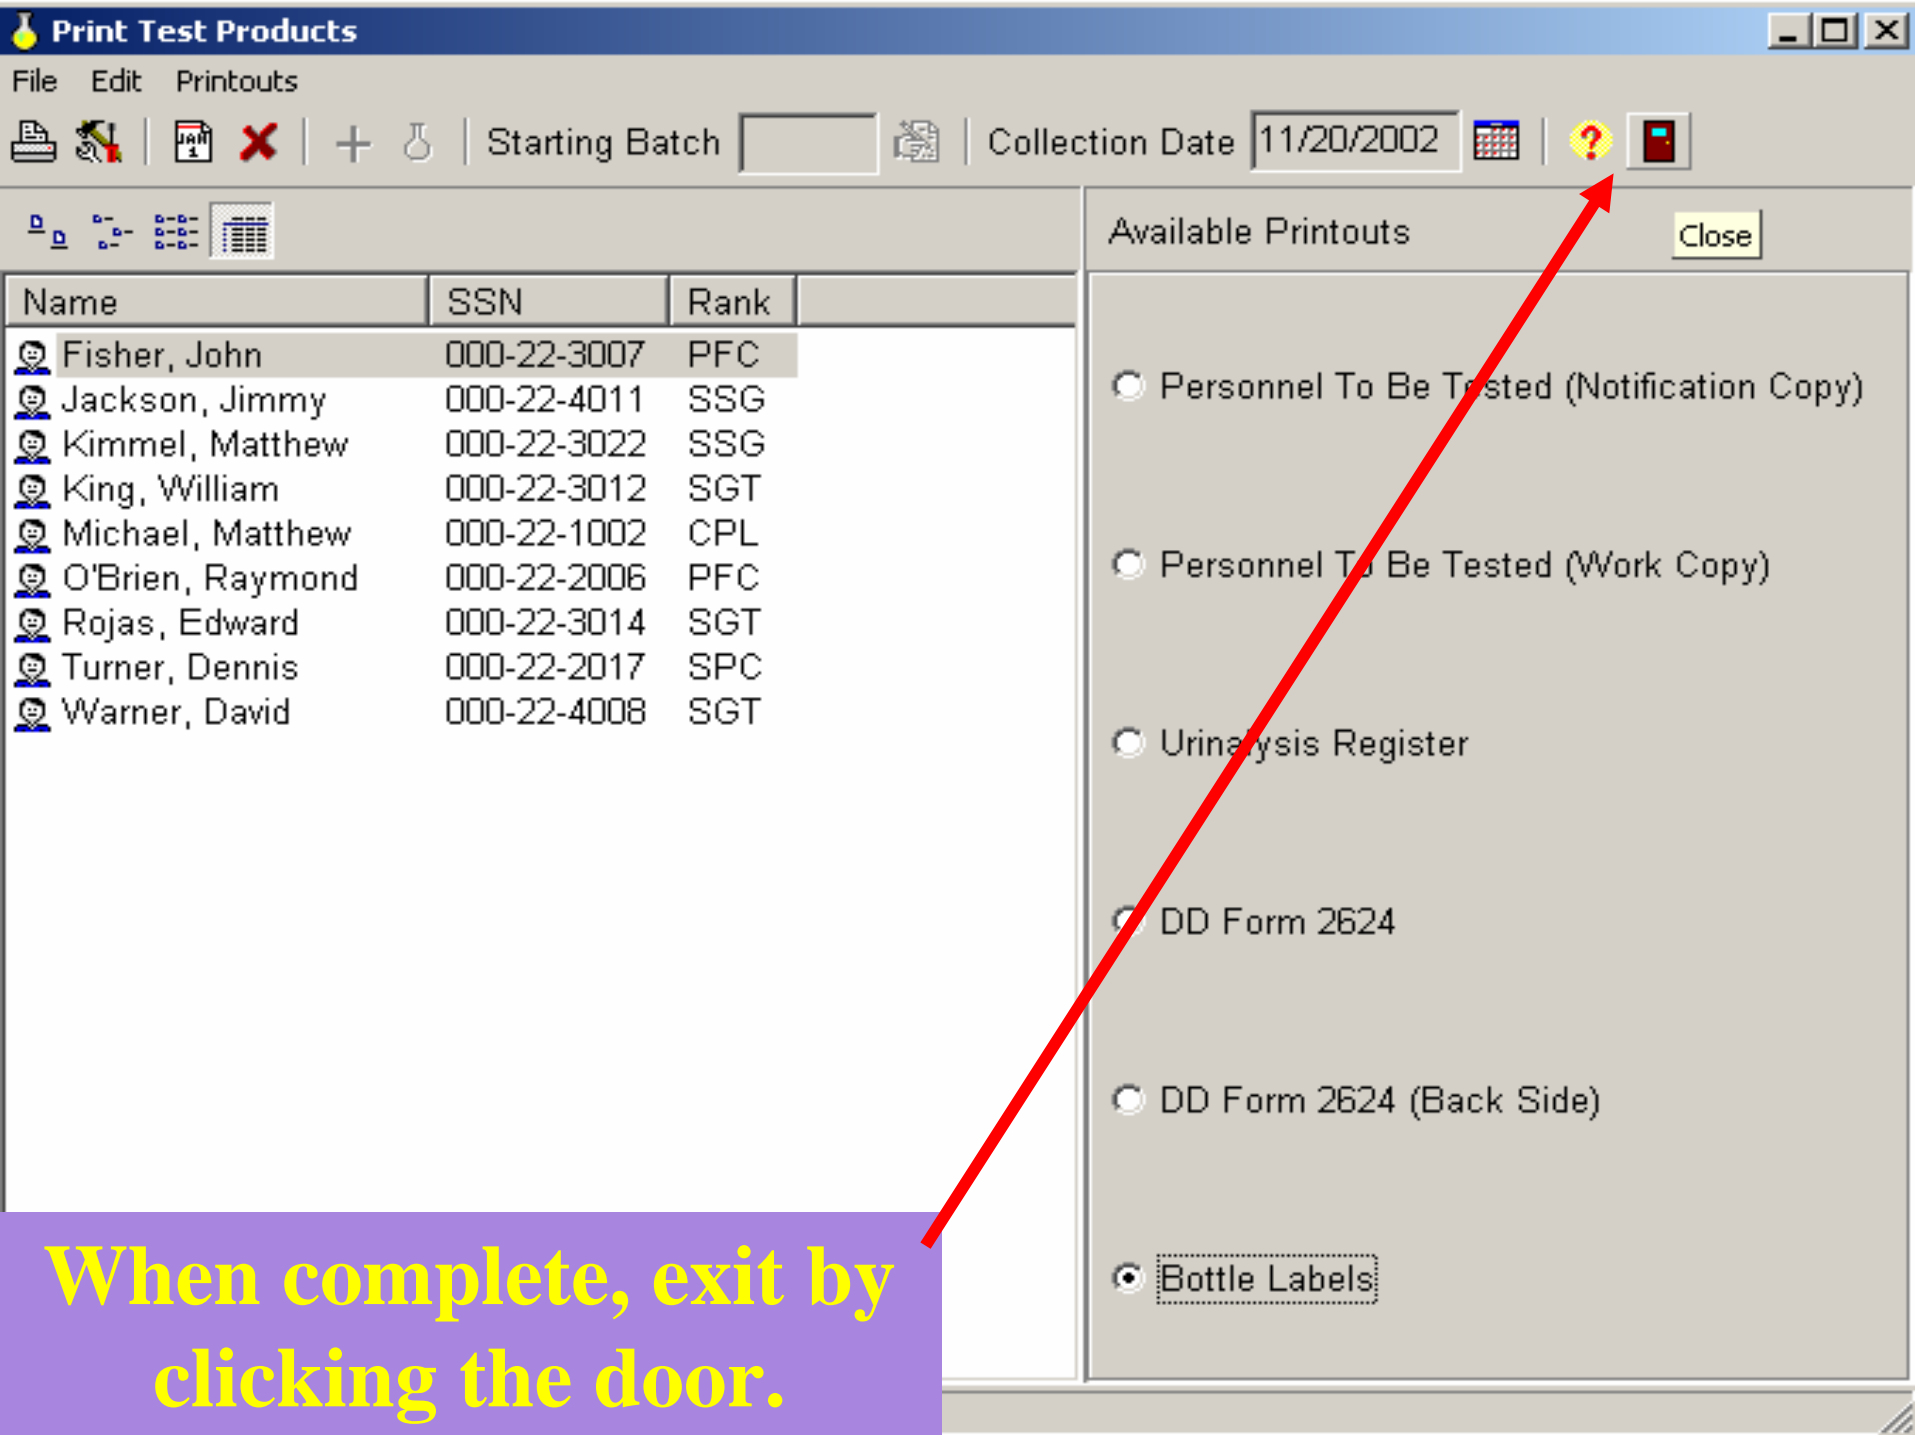 Print Test Products
File Edit Printouts
Starting Batch Collection Date 11/20/2002
Available Printouts
Close
Name SSN Rank
Fisher, John 000-22-3007 PFC
Jackson, Jimmy 000-22-4011 SSG
Kimmel, Matthew 000-22-3022 SSG
King, William 000-22-3012 SGT
Michael, Matthew 000-22-1002 CPL
O'Brien, Raymond 000-22-2006 PFC
Rojas, Edward 000-22-3014 SGT
Turner, Dennis 000-22-2017 SPC
Warner, David 000-22-4008 SGT
Personnel To Be Tested (Notification Copy)
Personnel To Be Tested (Work Copy)
Urinalysis Register
DD Form 2624
DD Form 2624 (Back Side)
Bottle Labels
When complete, exit by
clicking the door.